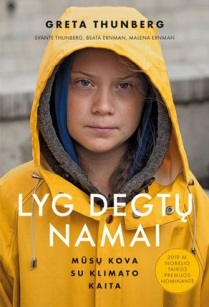 GRETA THUNBERG
SVANTE THUNBERG, BEATA ERNMAN, MALENA ERNMAN
LYG DEGTŲ
NAMAI
MŪSŲ KOVA
SU KLIMATO
KAITA
2019 M.
NOBELIO
TAIKOS
PREMIJOS
NOMINANTĖ